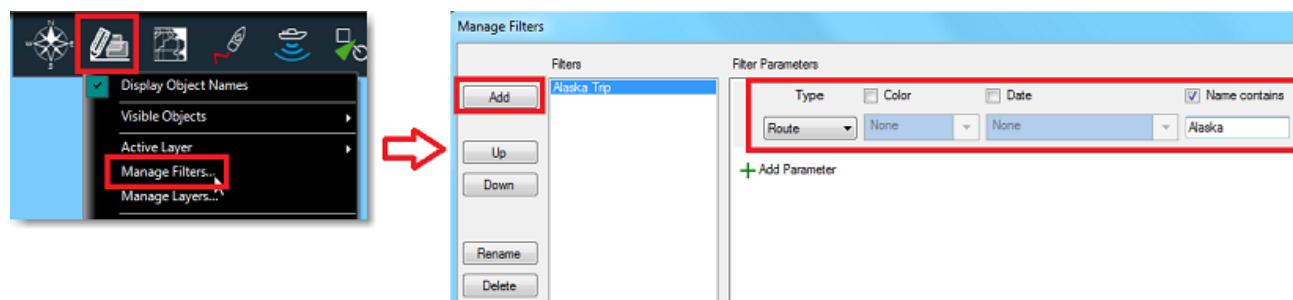 N
Display Object Names
Visible Objects
Active Layer
Manage Filters...
Manage Layers...
Manage Filters
Filters
Filter Parameters
Add
Alaska Trip
Type
Color
Date
Name contains
Route
None
None
Alaska
Up
Add Parameter
Down
Rename
Delete